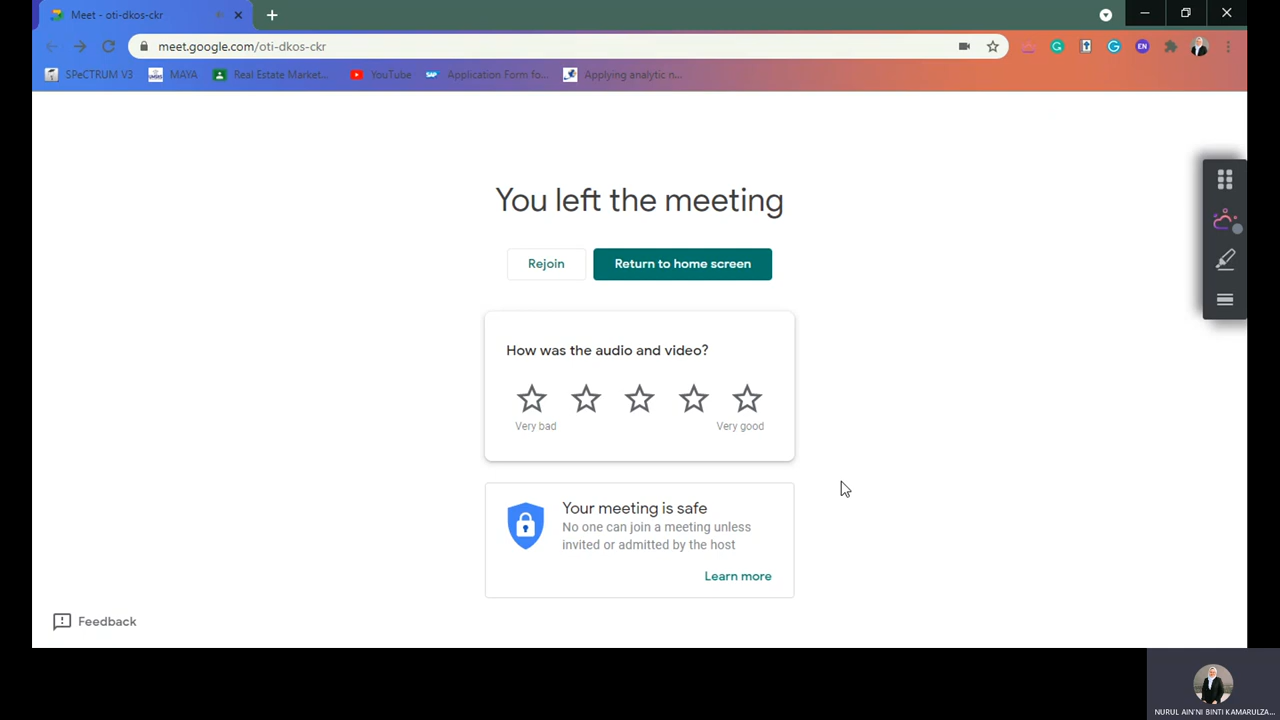 Meet - oti-dkos-ckr
meet.google.com/oti-dkos-ckr
EN
SPeCTRUM V3 MAYA Real Estate Market... YouTube SAP Application Form fo... Applying analytic n...
You left the meeting
Rejoin Return to home screen
How was the audio and video?
Very bad Very good
Your meeting is safe
No one can join a meeting unless
invited or admitted by the host
Learn more
Feedback
NURUL AIN'NI BINTI KAMARULZA...